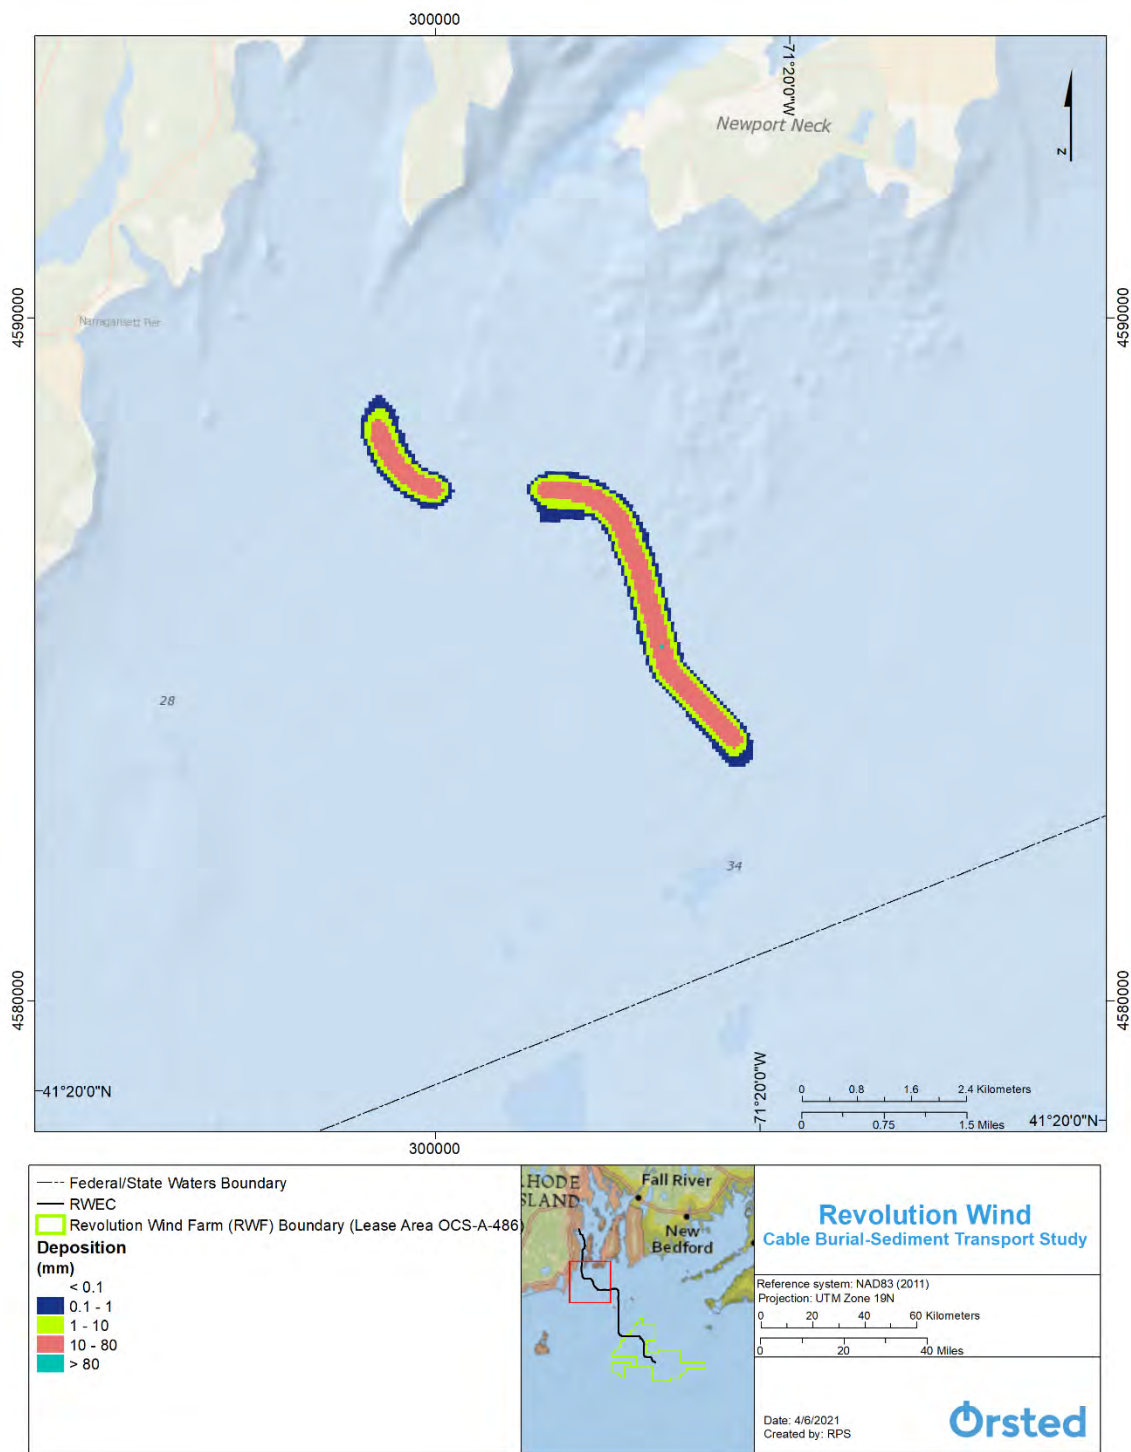 300000
71°20'0"W
Newport Neck
z
4590000
4590000
Narragansett Pier
28
34
4580000
4580000
71°20'0"W
41°20'0"N
0 0.8 1.6 2.4 Kilometers
0 0.75 1.5 Miles
41°20'0"N
300000
Federal/State Waters Boundary
RWEC
Revolution Wind Farm (RWF) Boundary (Lease Area OCS-A-486)
Deposition
(mm)
< 0.1
0.1 - 1
1 - 10
10 - 80
> 80
RHODE
ISLAND
Fall River
New
Bedford
Revolution Wind
Cable Burial-Sediment Transport Study
Reference system: NAD83 (2011)
Projection: UTM Zone 19N
0 20 40 60 Kilometers
0 20 40 Miles
Date: 4/6/2021
Created by: RPS
Orsted